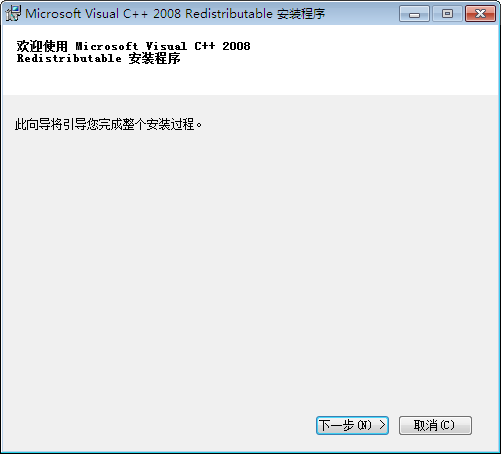 Microsoft Visual C++ 2008 Redistributable 安装程序
欢迎使用 Microsoft Visual C++ 2008
Redistributable 安装程序
此向导将引导您完成整个安装过程。
下一步(N) >
取消(C)